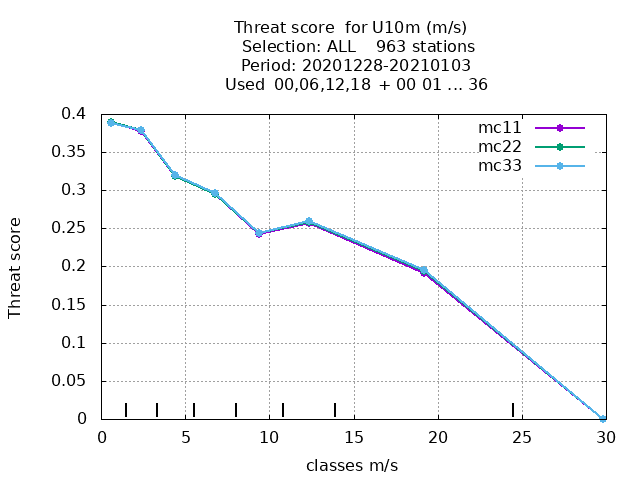 Threat score for U10m (m/s)
Selection: ALL 963 stations
Period: 20201228-20210103
Used 00,06,12,18 + 00 01 ... 36
mc11
mc22
mc33
0.4
0.35
0.3
0.25
0.2
0.15
0.1
0.05
0
Threat score
0 5 10 15 20 25 30
classes m/s